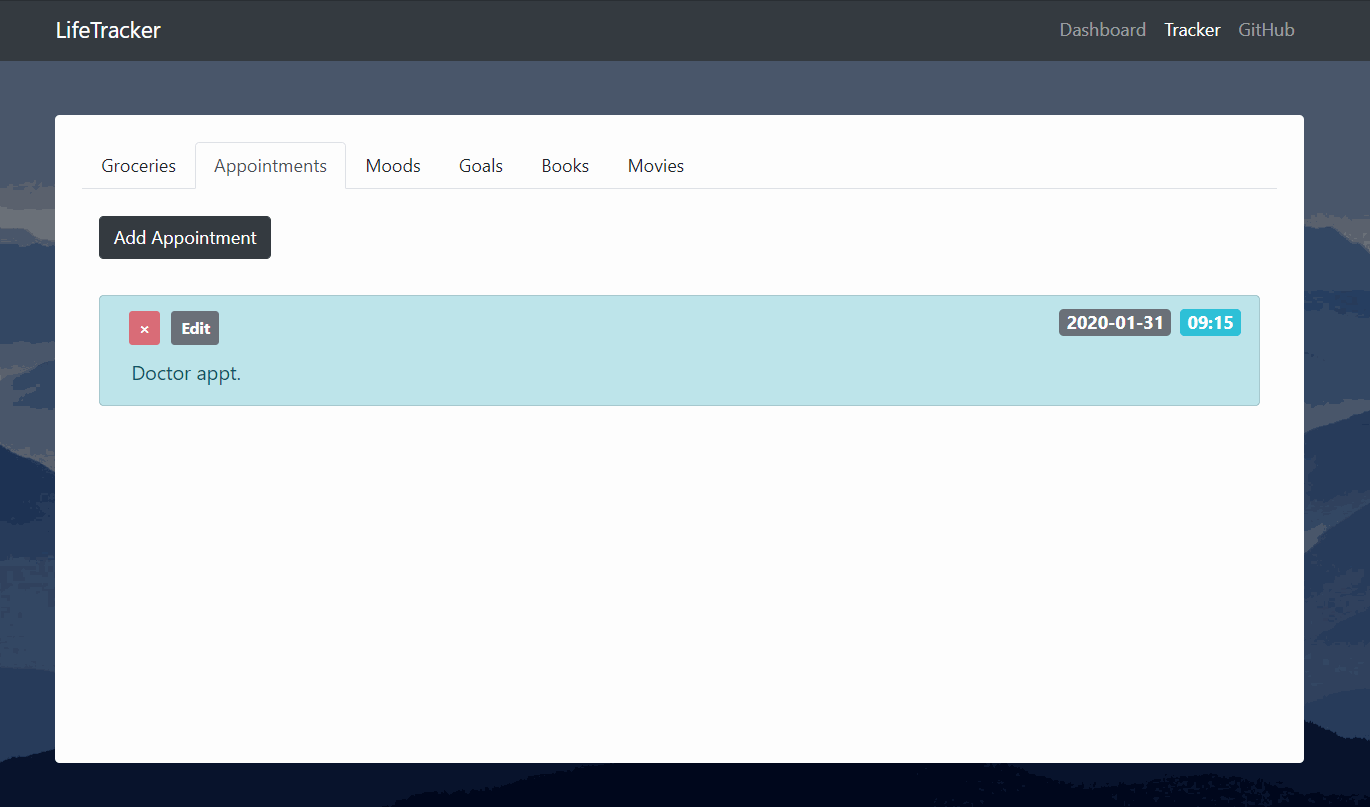 LifeTracker Dashboard Tracker GitHub
Groceries Appointments Moods Goals Books Movies
Add Appointment
× Edit 2020-01-31 09:15
Doctor appt.